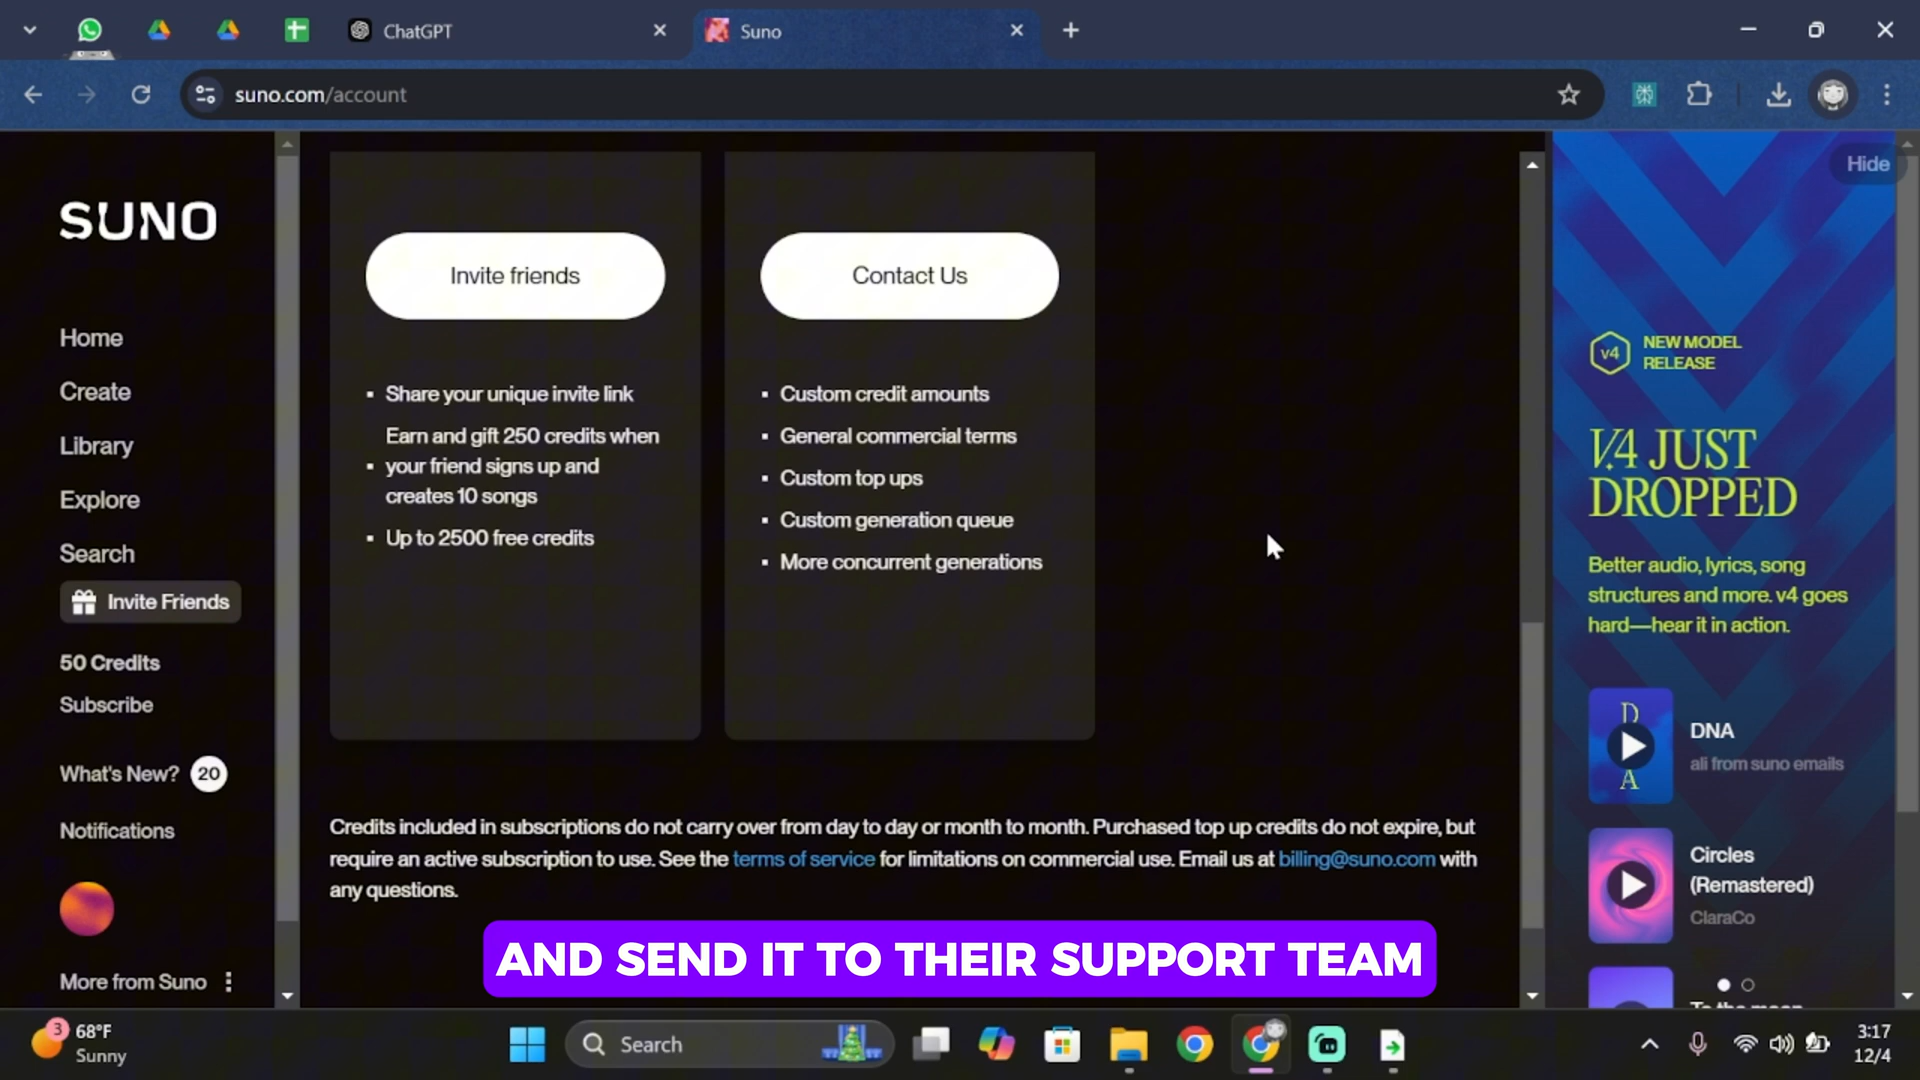 ChatGPT
Suno
suno.com/account
SUNO
Home
Create
Library
Explore
Search
Invite Friends
50 Credits
Subscribe
What's New? 20
Notifications
More from Suno
Invite friends
Share your unique invite link
Earn and gift 250 credits when
your friend signs up and
creates 10 songs
Up to 2500 free credits
Contact Us
Custom credit amounts
General commercial terms
Custom top ups
Custom generation queue
More concurrent generations
Credits included in subscriptions do not carry over from day to day or month to month. Purchased top up credits do not expire, but
require an active subscription to use. See the terms of service for limitations on commercial use. Email us at billing@suno.com with
any questions.
AND SEND IT TO THEIR SUPPORT TEAM
Hide
v4
NEW MODEL
RELEASE
V.4 JUST
DROPPED
Better audio, lyrics, song
structures and more. v4 goes
hard—hear it in action.
D
A
DNA
ali from suno emails
Circles
(Remastered)
ClaraCo
To the moon
3
68°F
Sunny
Search
3:17
12/4